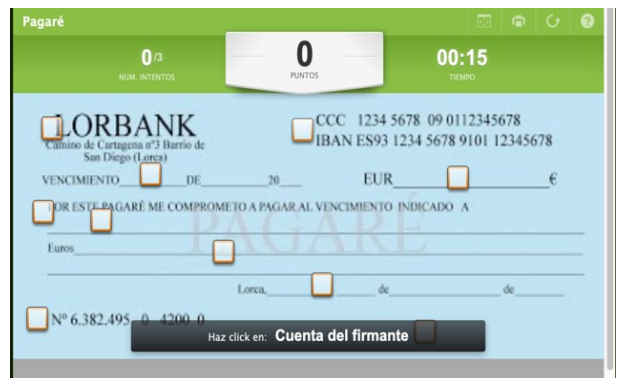 Pagaré
0/3
NUM. INTENTOS
0
PUNTOS
00:15
TIEMPO
LORBANK
Camino de Cartagena nº3 Barrio de
San Diego (Lorca)
CCC 1234 5678 09 0112345678
IBAN ES93 1234 5678 9101 12345678
VENCIMIENTO DE 20 EUR €
POR ESTE PAGARÉ ME COMPROMETO A PAGAR AL VENCIMIENTO INDICADO A
PAGARÉ
Euros
Lorca, de de
Nº 6.382.495 0 4200 0
Haz click en: Cuenta del firmante